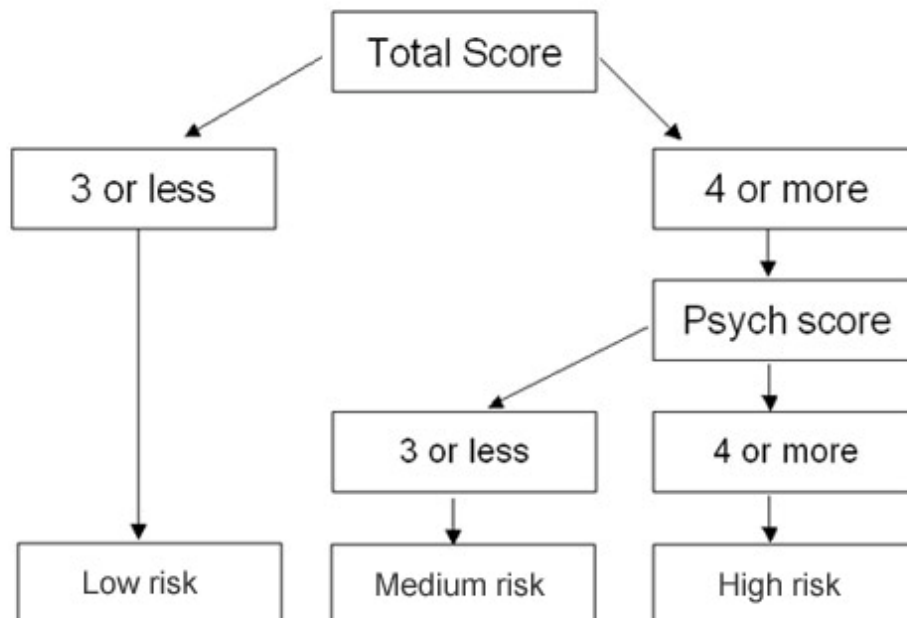 Total Score
3 or less
4 or more
Psych score
3 or less
4 or more
Low risk
Medium risk
High risk